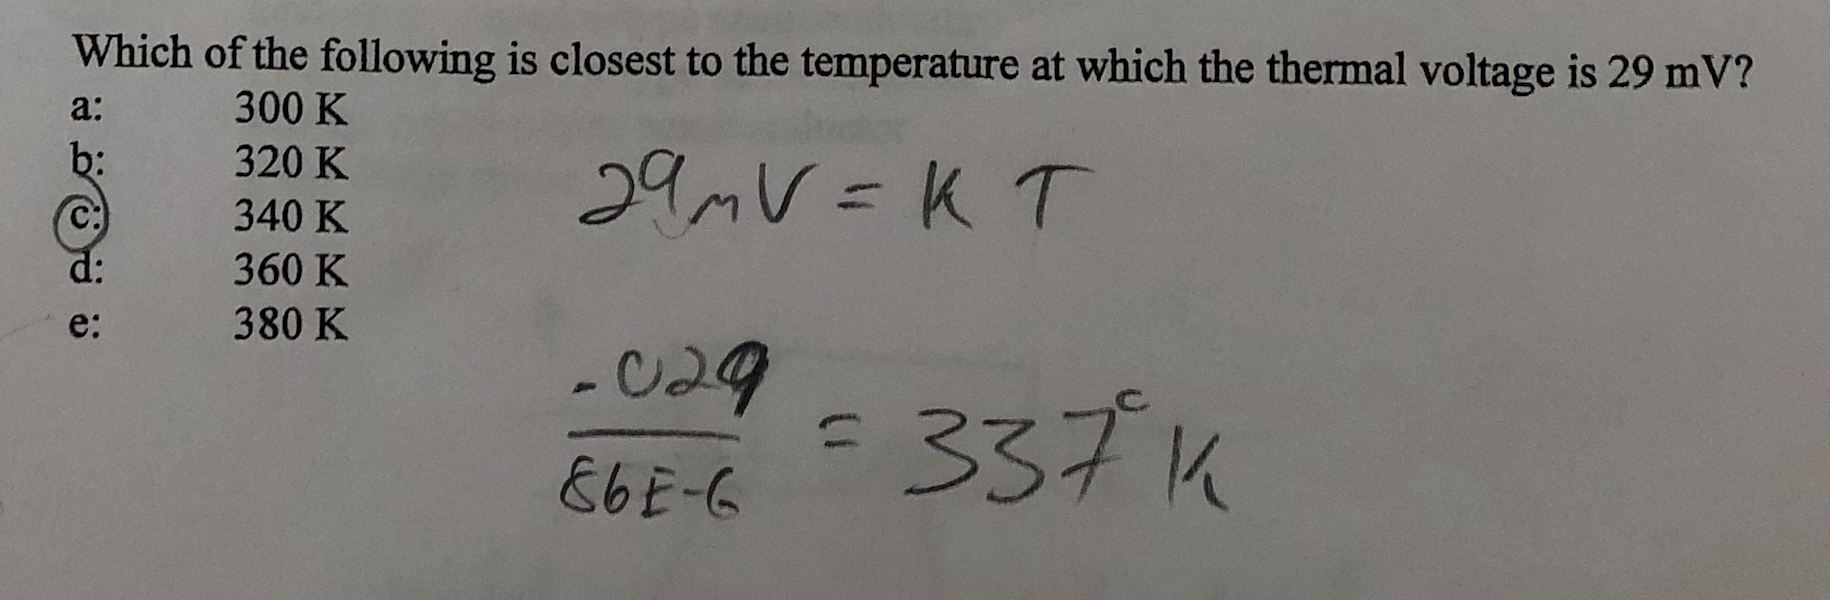 Which of the following is closest to the temperature at which the thermal voltage is 29 mV?
a: 300 K
b: 320 K
c: 340 K
d: 360 K
e: 380 K
29mV = K T
.029
86E-6
= 337° K